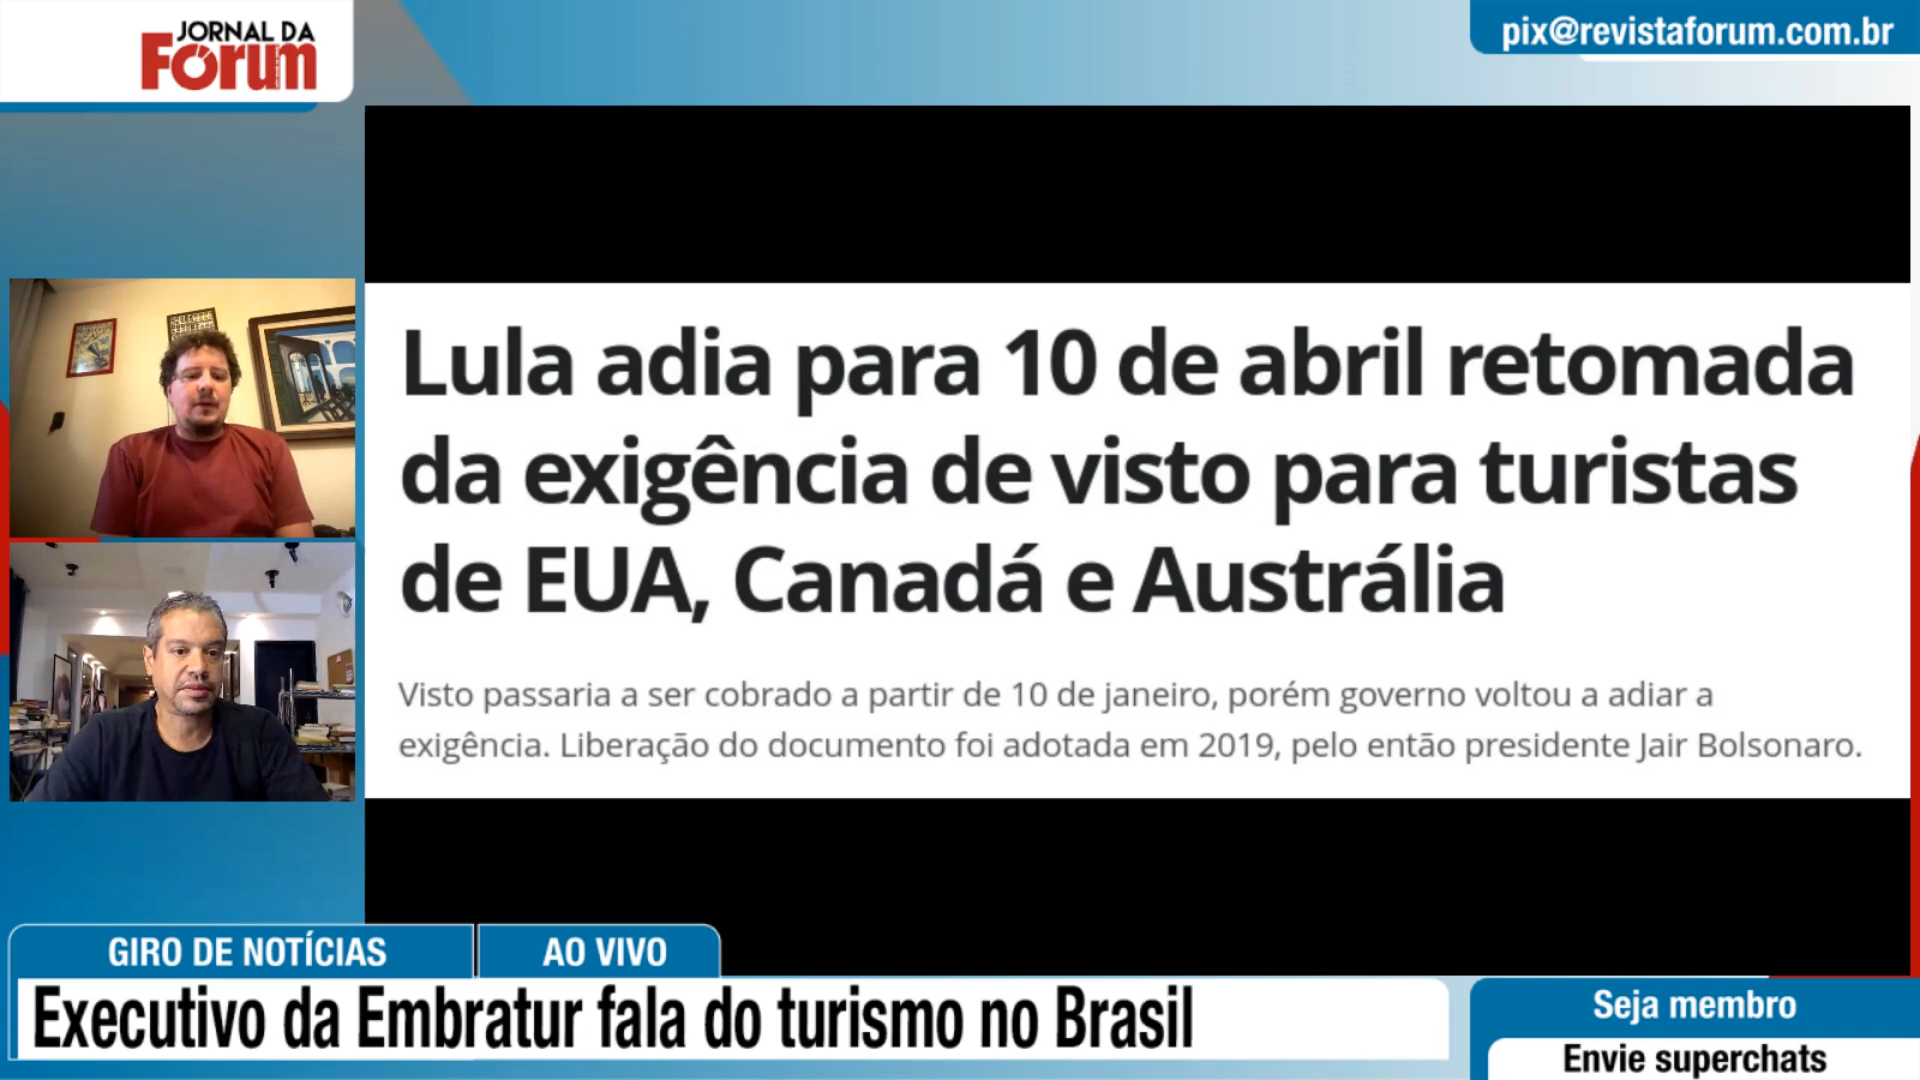 JORNAL DA
Fórum
pix@revistaforum.com.br
Lula adia para 10 de abril retomada
da exigência de visto para turistas
de EUA, Canadá e Austrália
Visto passaria a ser cobrado a partir de 10 de janeiro, porém governo voltou a adiar a
exigência. Liberação do documento foi adotada em 2019, pelo então presidente Jair Bolsonaro.
GIRO DE NOTÍCIAS
AO VIVO
Executivo da Embratur fala do turismo no Brasil
Seja membro
Envie superchats